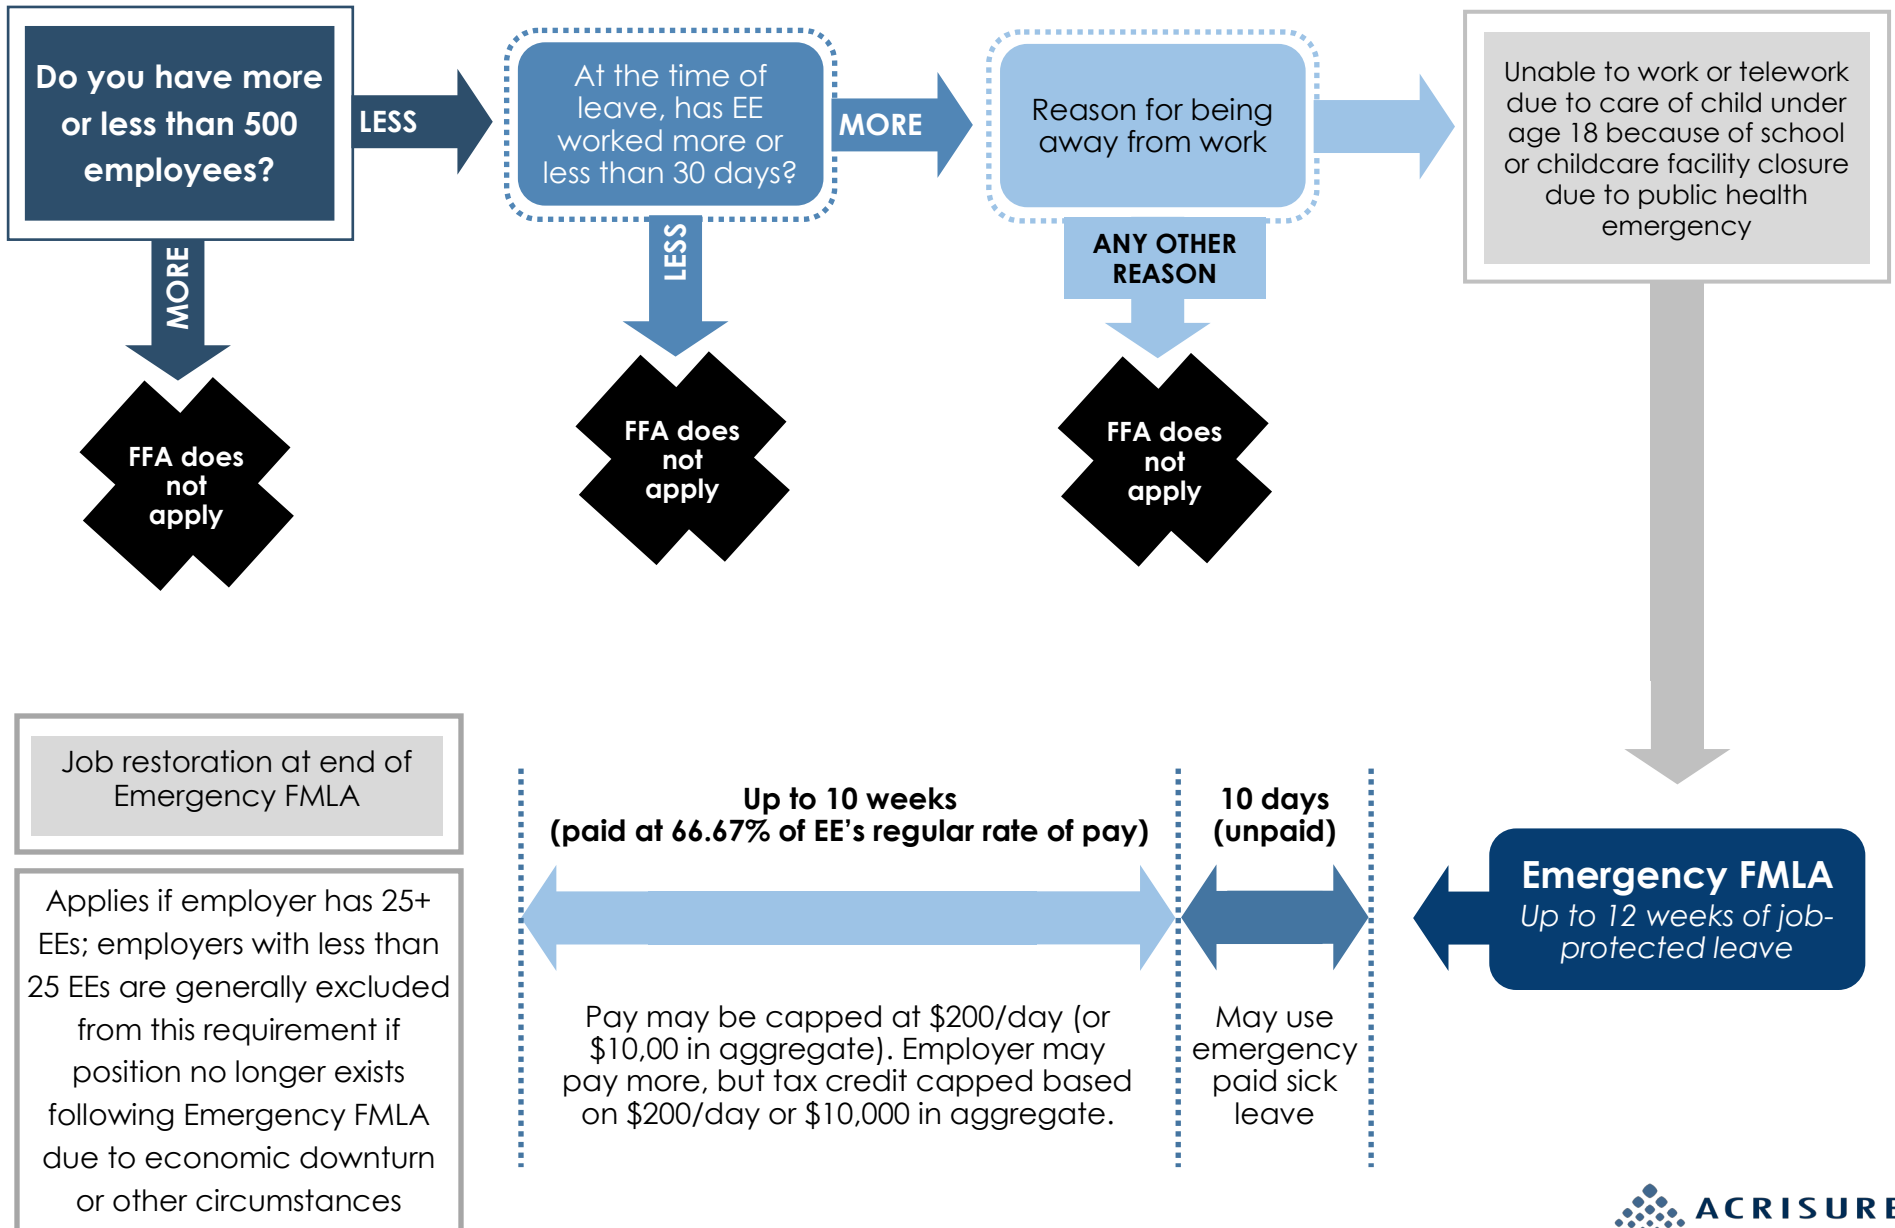 Do you have more
or less than 500
employees?
LESS
MORE
FFA does
not
apply
At the time of
leave, has EE
worked more or
less than 30 days?
MORE
LESS
FFA does
not
apply
Reason for being
away from work
ANY OTHER
REASON
FFA does
not
apply
Unable to work or telework
due to care of child under
age 18 because of school
or childcare facility closure
due to public health
emergency
Emergency FMLA
Up to 12 weeks of job-
protected leave
10 days
(unpaid)
May use
emergency
paid sick
leave
Up to 10 weeks
(paid at 66.67% of EE’s regular rate of pay)
Pay may be capped at $200/day (or
$10,00 in aggregate). Employer may
pay more, but tax credit capped based
on $200/day or $10,000 in aggregate.
Job restoration at end of
Emergency FMLA
Applies if employer has 25+
EEs; employers with less than
25 EEs are generally excluded
from this requirement if
position no longer exists
following Emergency FMLA
due to economic downturn
or other circumstances
ACRISURE